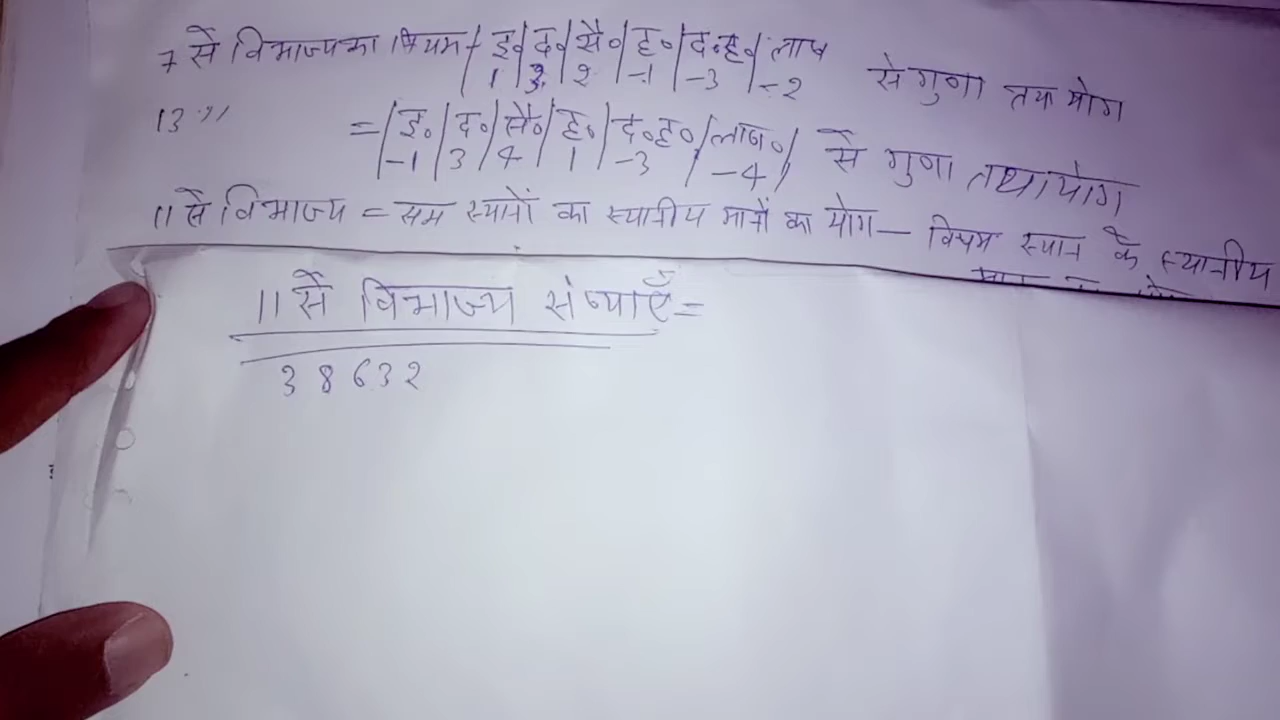 7 से विभाज्यका नियम / इ० / द० / सै० / ह० / द०ह० / लाख से गुणा तथा योग
1 3 2 -1 -3 -2
13 ,, = / इ० / द० / सै० / ह० / द०ह० / लाख० / से गुणा तथा योग
-1 3 4 1 -3 -4
11 से विभाज्य = सम स्थानों का स्थानीय मानों का योग - विषम स्थान के स्थानीय
11 से विभाज्य संख्याएँ =
38632